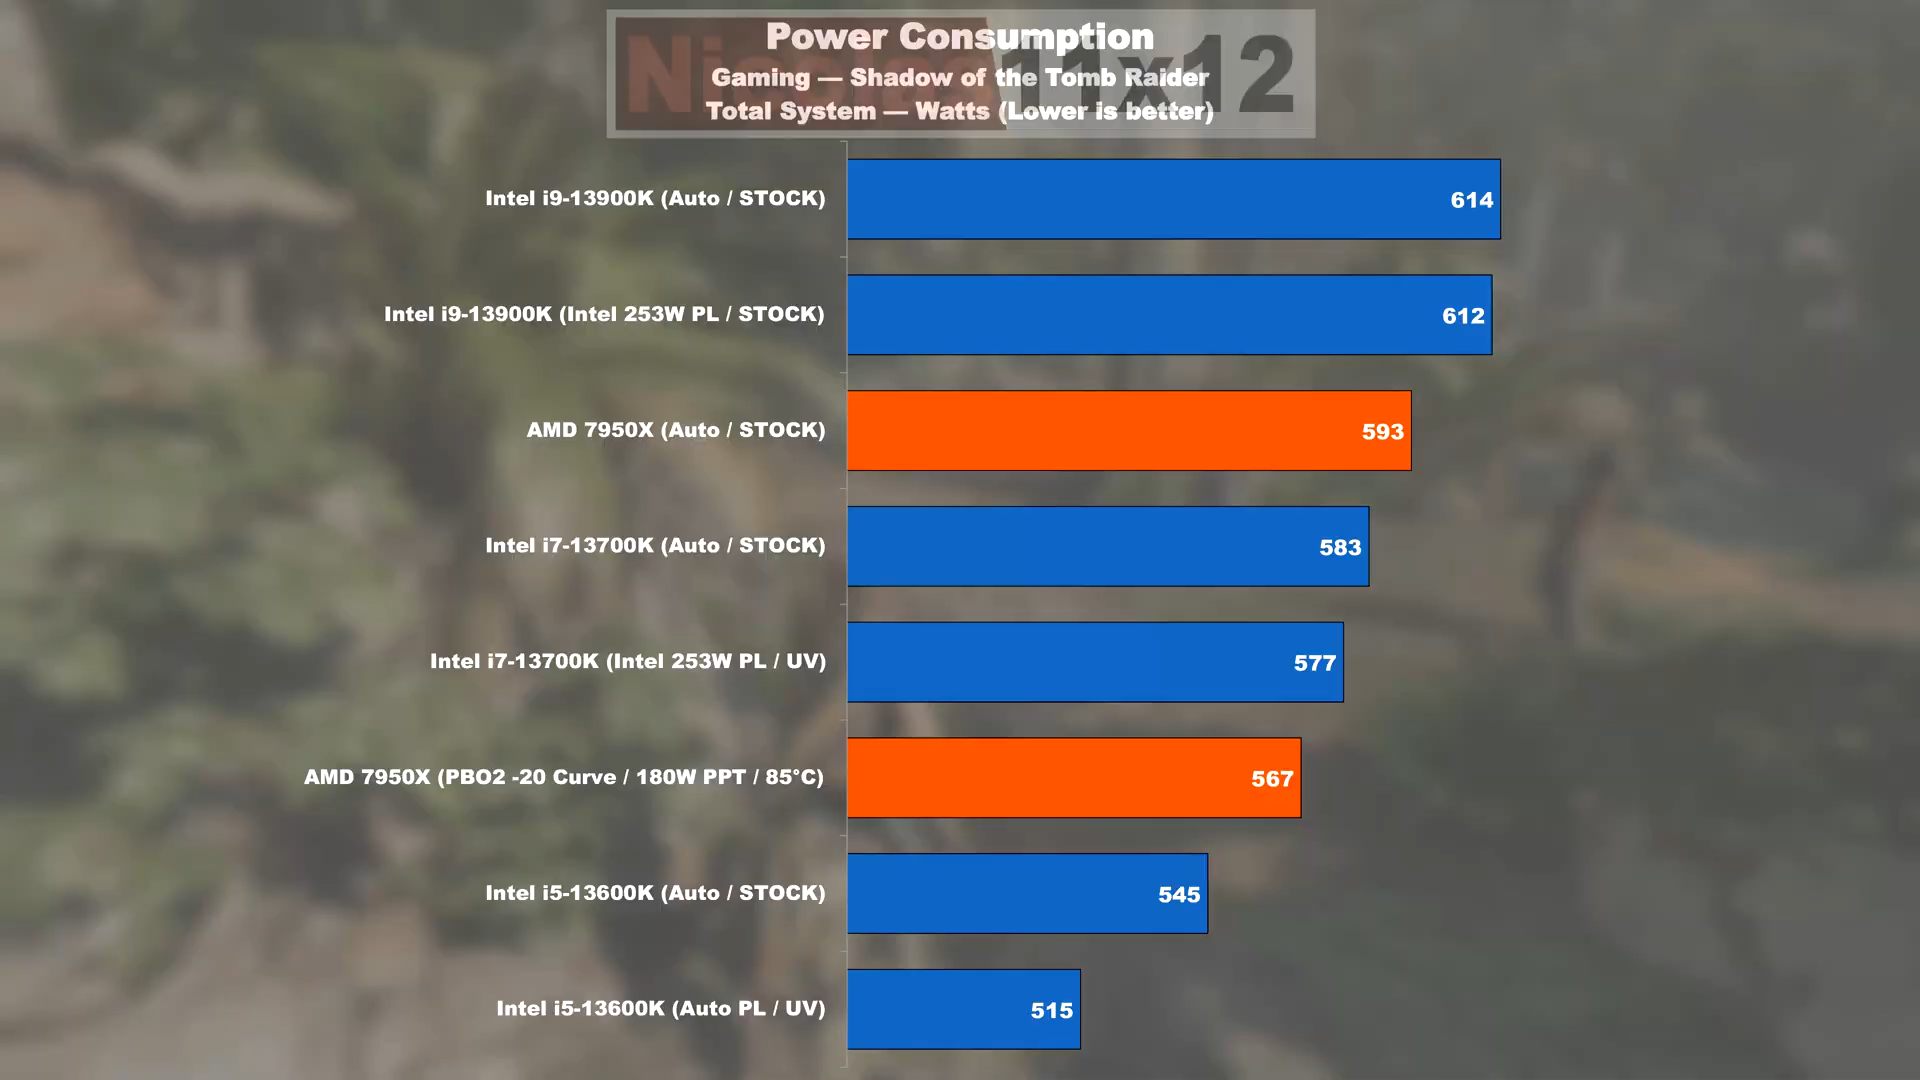 Power Consumption
Gaming — Shadow of the Tomb Raider
Total System — Watts (Lower is better)
11x12
Intel i9-13900K (Auto / STOCK) 614
Intel i9-13900K (Intel 253W PL / STOCK) 612
AMD 7950X (Auto / STOCK) 593
Intel i7-13700K (Auto / STOCK) 583
Intel i7-13700K (Intel 253W PL / UV) 577
AMD 7950X (PBO2 -20 Curve / 180W PPT / 85°C) 567
Intel i5-13600K (Auto / STOCK) 545
Intel i5-13600K (Auto PL / UV) 515